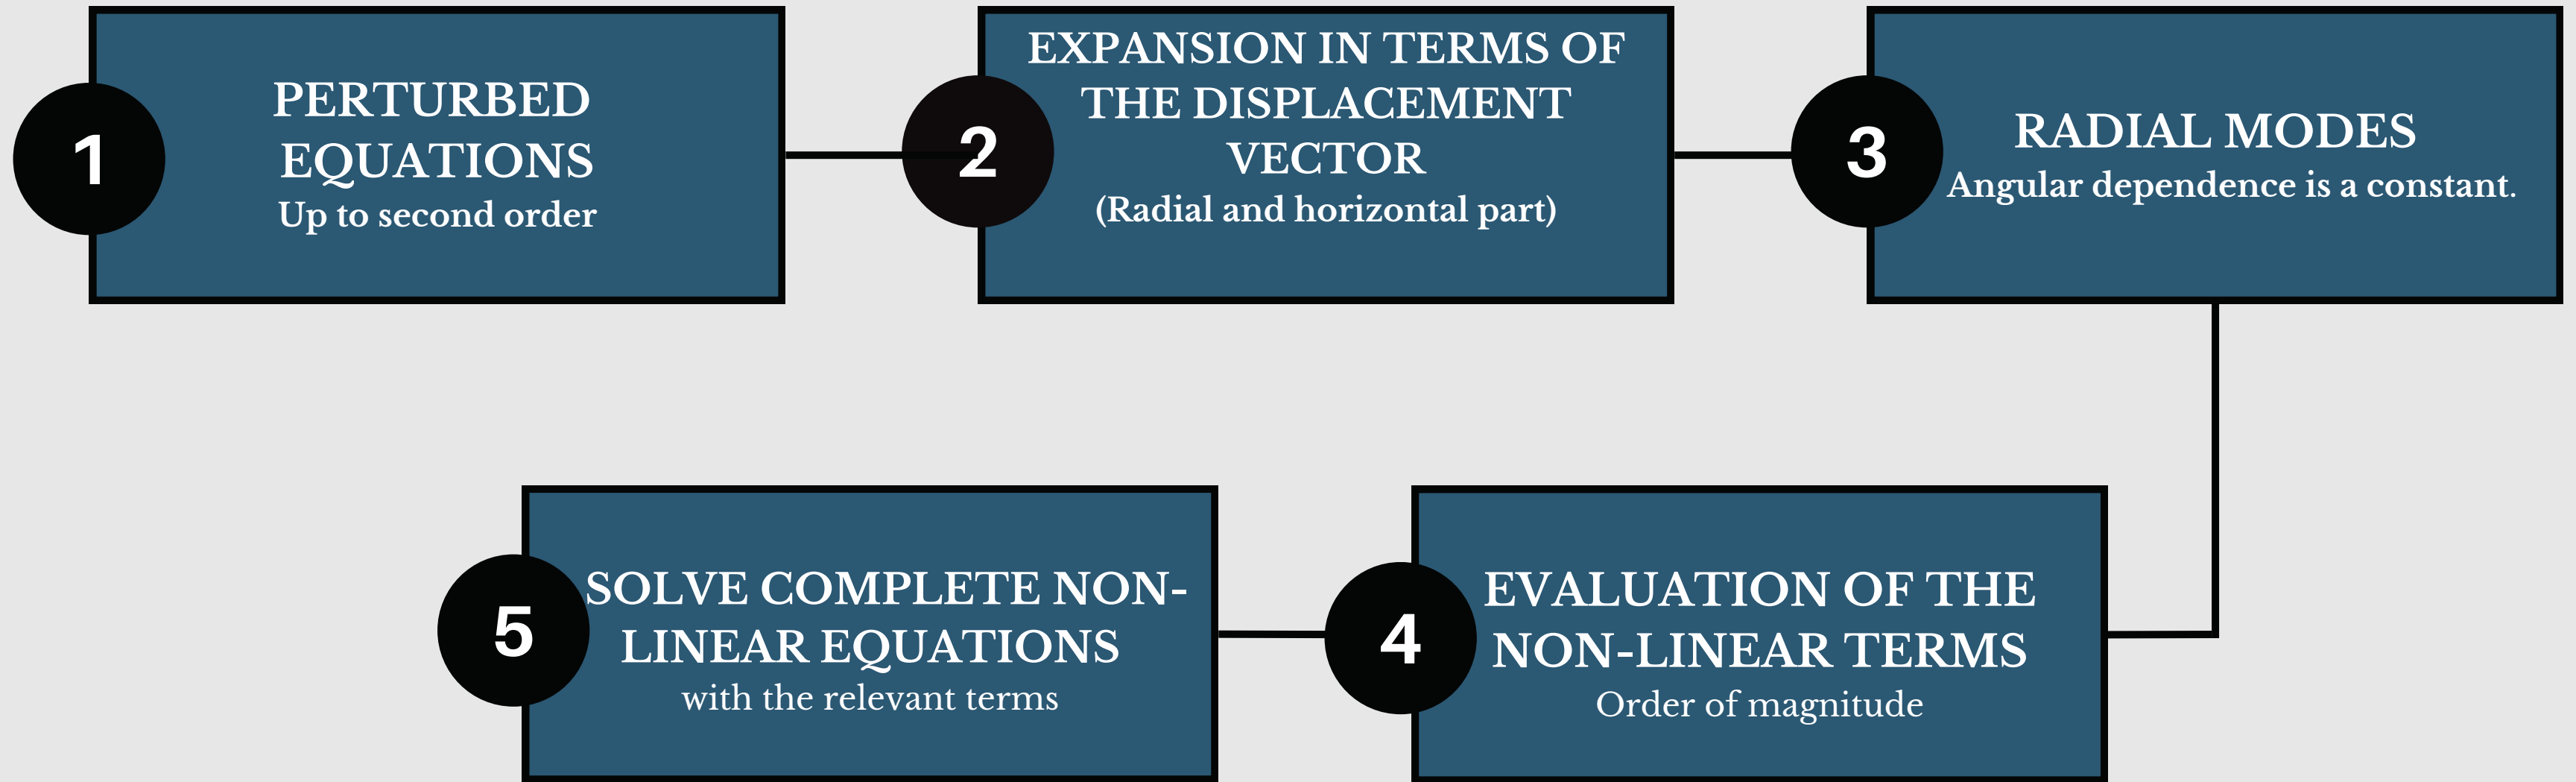 1
PERTURBED
EQUATIONS
Up to second order
2
EXPANSION IN TERMS OF
THE DISPLACEMENT
VECTOR
(Radial and horizontal part)
3
RADIAL MODES
Angular dependence is a constant.
4
EVALUATION OF THE
NON-LINEAR TERMS
Order of magnitude
5
SOLVE COMPLETE NON-
LINEAR EQUATIONS
with the relevant terms